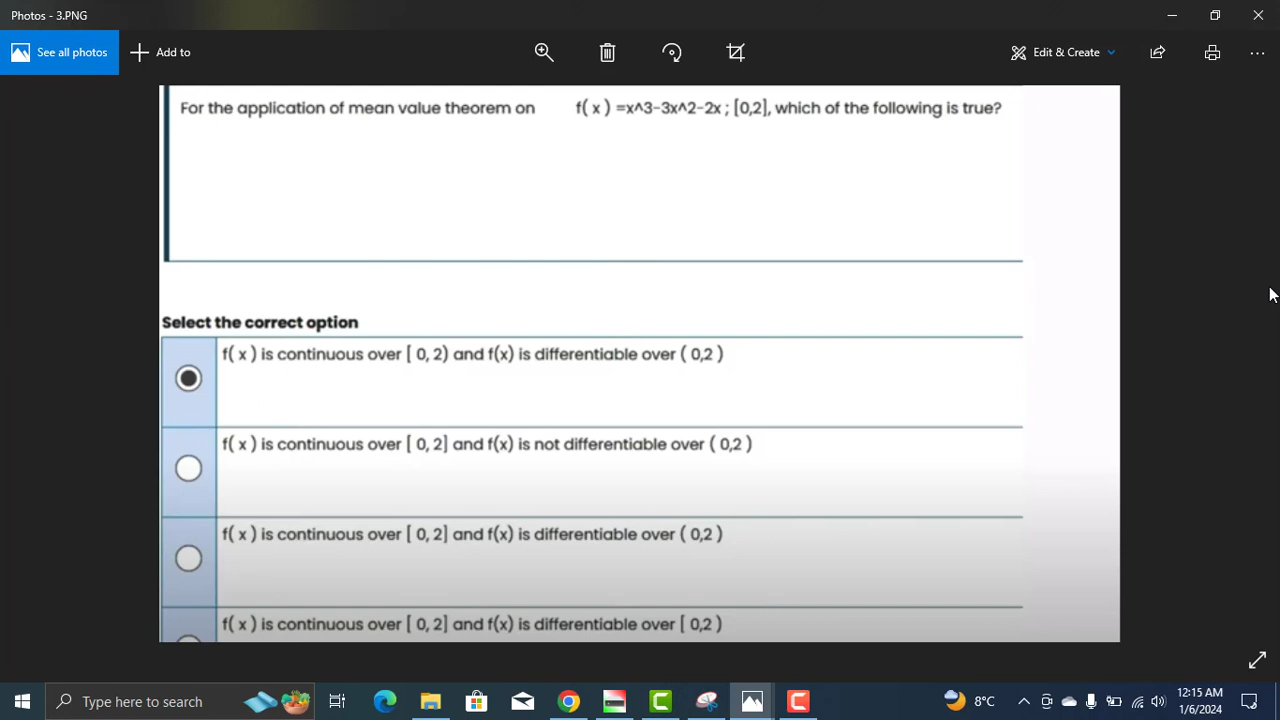 Photos - 3.PNG
See all photos
Add to
Edit & Create
For the application of mean value theorem on f( x ) =x^3-3x^2-2x ; [0,2], which of the following is true?
Select the correct option
f( x ) is continuous over [ 0, 2) and f(x) is differentiable over ( 0,2 )
f( x ) is continuous over [ 0, 2] and f(x) is not differentiable over ( 0,2 )
f( x ) is continuous over [ 0, 2] and f(x) is differentiable over ( 0,2 )
f( x ) is continuous over [ 0, 2] and f(x) is differentiable over [ 0,2 )
Type here to search
8°C
12:15 AM
1/6/2024